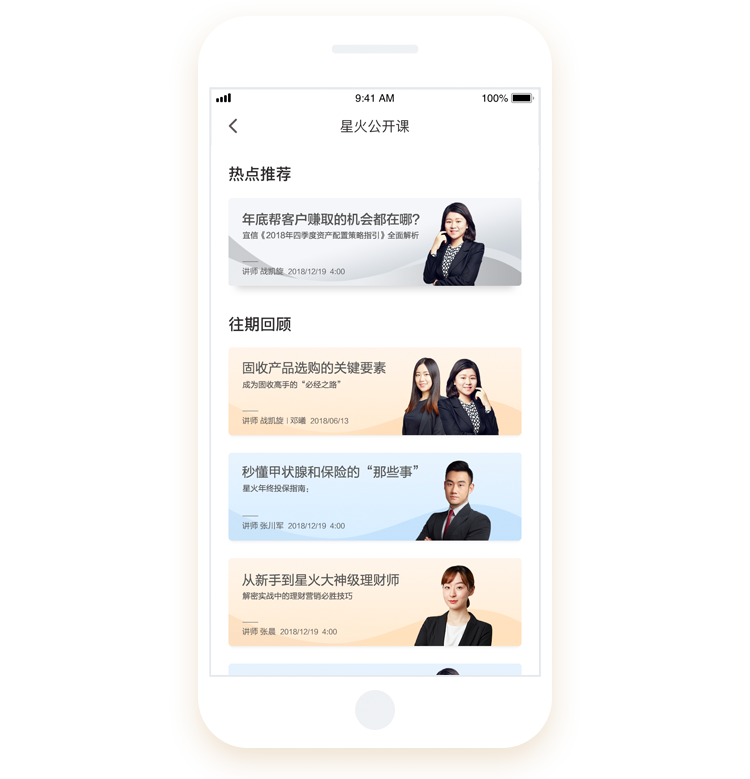 9:41 AM
100%
星火公开课
热点推荐
年底帮客户赚取的机会都在哪?
宜信《2018年四季度资产配置策略指引》全面解析
讲师 战凯旋 2018/12/19 4:00
往期回顾
固收产品选购的关键要素
成为固收高手的“必经之路”
讲师 战凯旋 | 邓曦 2018/06/13
秒懂甲状腺和保险的“那些事”
星火年终投保指南；
讲师 张川军 2018/12/19 4:00
从新手到星火大神级理财师
解密实战中的理财营销必胜技巧
讲师 张晨 2018/12/19 4:00